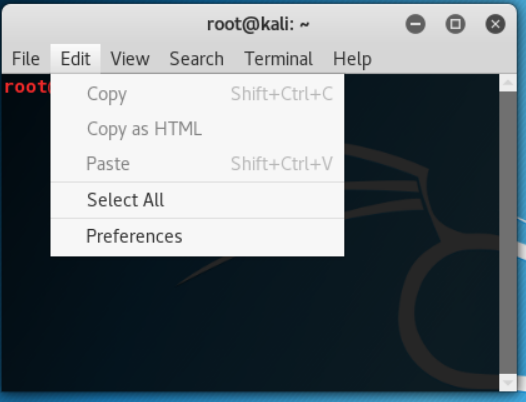 root@kali: ~
File Edit View Search Terminal Help
root@
Copy Shift+Ctrl+C
Copy as HTML
Paste Shift+Ctrl+V
Select All
Preferences